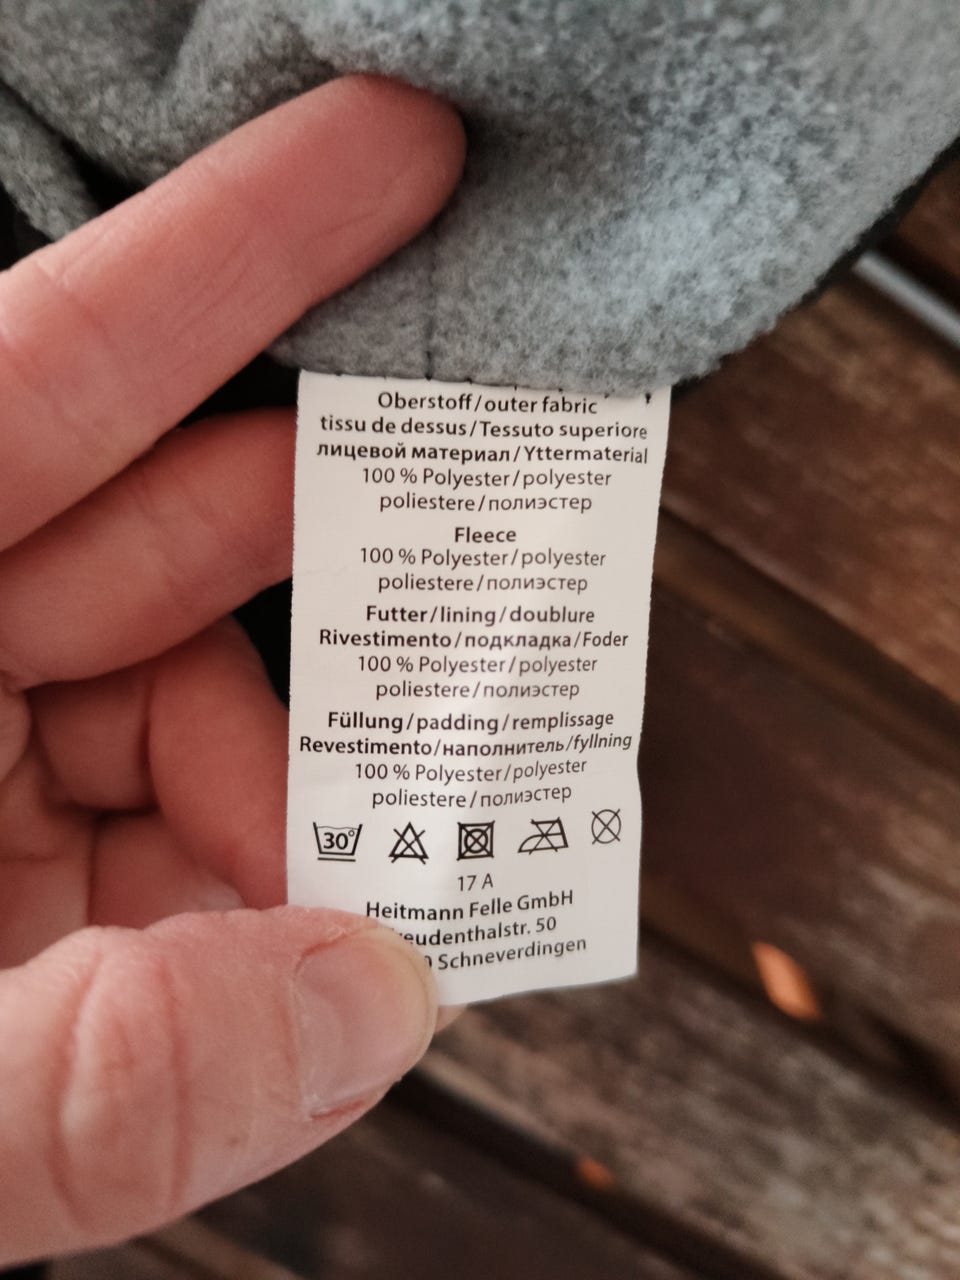 Oberstoff/outer fabric
tissu de dessus/Tessuto superiore
лицевой материал/Yttermaterial
100 % Polyester/polyester
poliestere/полиэстер
Fleece
100 % Polyester/polyester
poliestere/полиэстер
Futter/lining/doublure
Rivestimento/подкладка/Foder
100 % Polyester/polyester
poliestere/полиэстер
Füllung/padding/remplissage
Revestimento/наполнитель/fyllning
100 % Polyester/polyester
poliestere/полиэстер
30°
17 A
Heitmann Felle GmbH
50
Schneverdingen